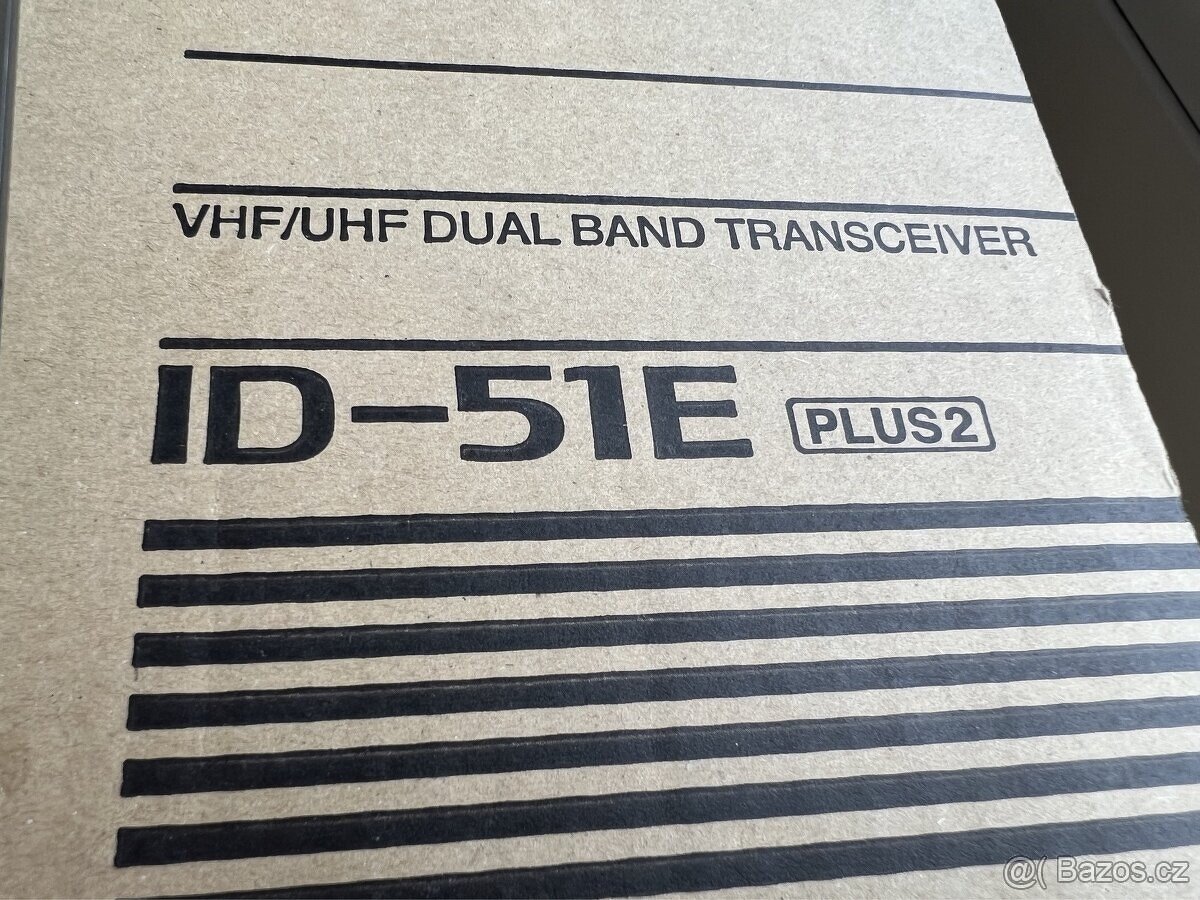 VHF/UHF DUAL BAND TRANSCEIVER
ID-51E PLUS2
@( Bazos.cz